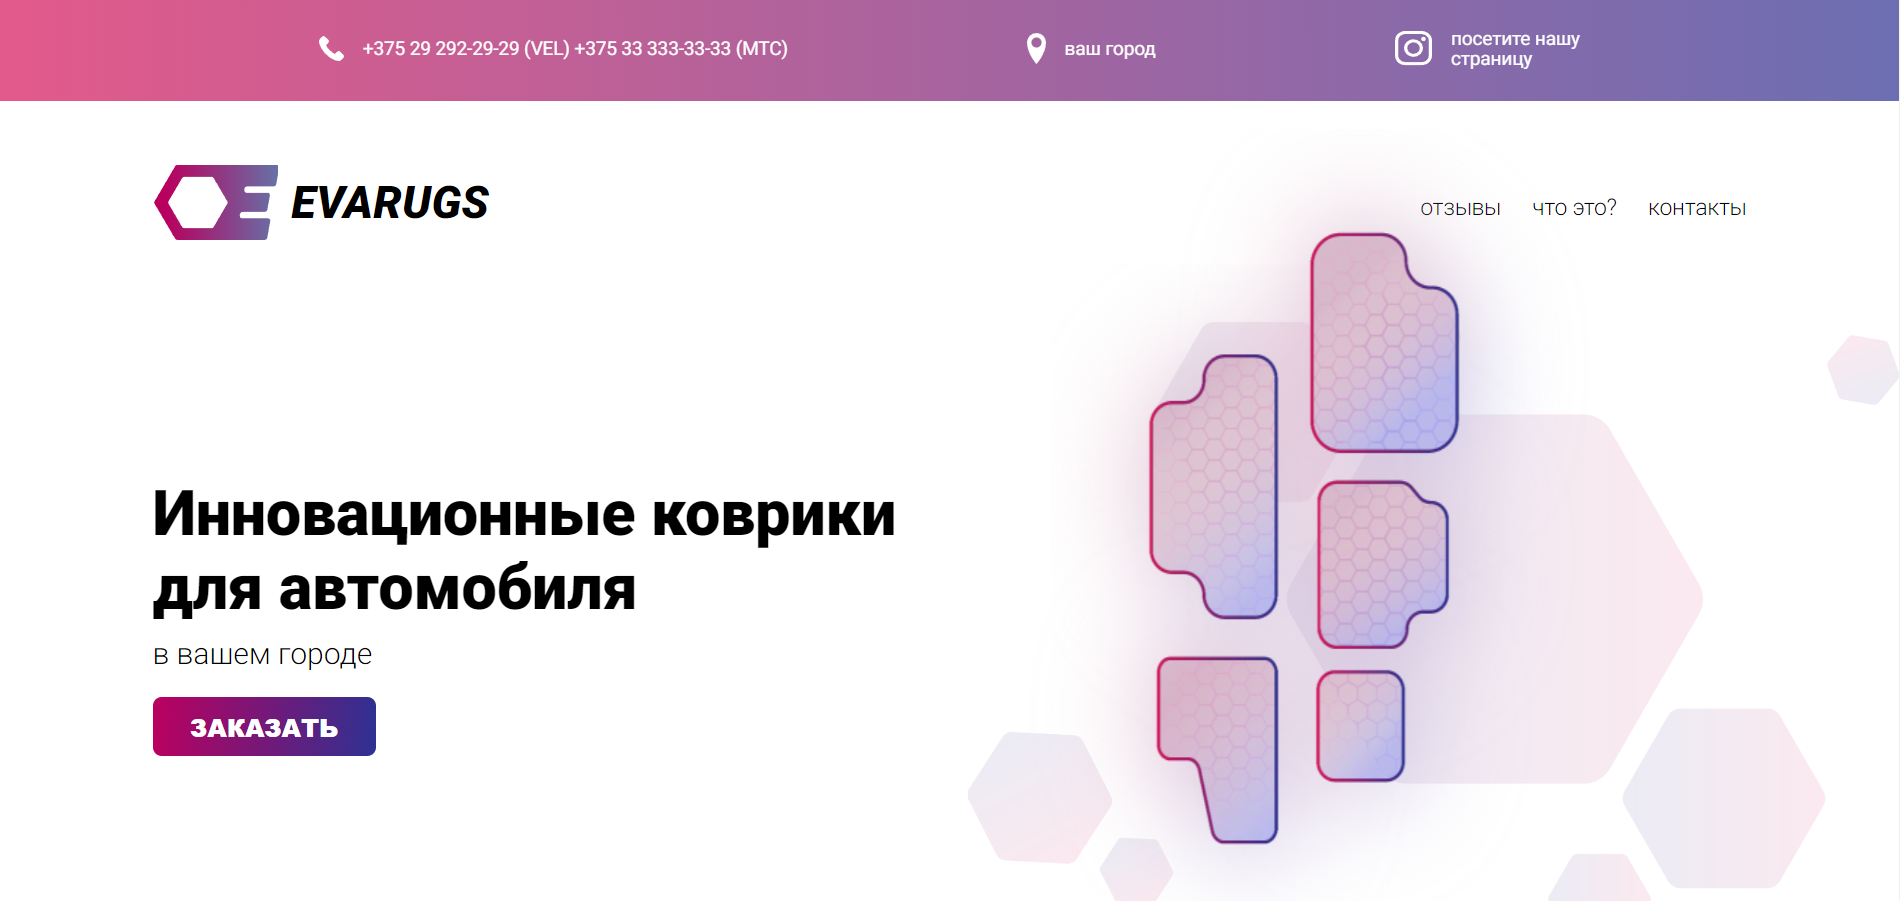 +375 29 292-29-29 (VEL) +375 33 333-33-33 (МТС)
ваш город
посетите нашу
страницу
EVARUGS
отзывы
что это?
контакты
Инновационные коврики
для автомобиля
в вашем городе
ЗАКАЗАТЬ